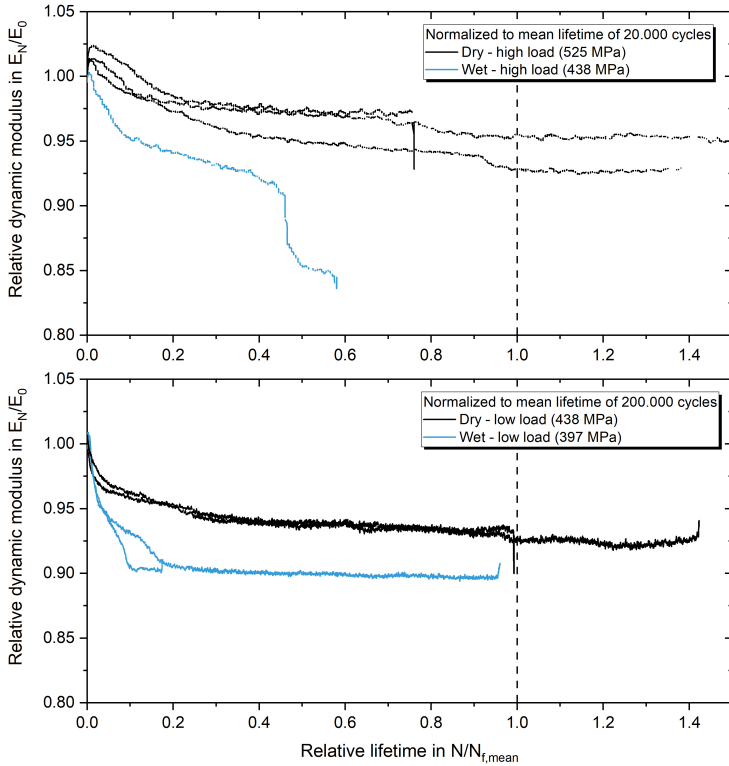 Relative dynamic modulus in E_N/E_0
1.05
1.00
0.95
0.90
0.85
0.80
Normalized to mean lifetime of 20.000 cycles
Dry - high load (525 MPa)
Wet - high load (438 MPa)
0.0 0.2 0.4 0.6 0.8 1.0 1.2 1.4
Relative dynamic modulus in E_N/E_0
1.05
1.00
0.95
0.90
0.85
0.80
Normalized to mean lifetime of 200.000 cycles
Dry - low load (438 MPa)
Wet - low load (397 MPa)
0.0 0.2 0.4 0.6 0.8 1.0 1.2 1.4
Relative lifetime in N/N_f,mean